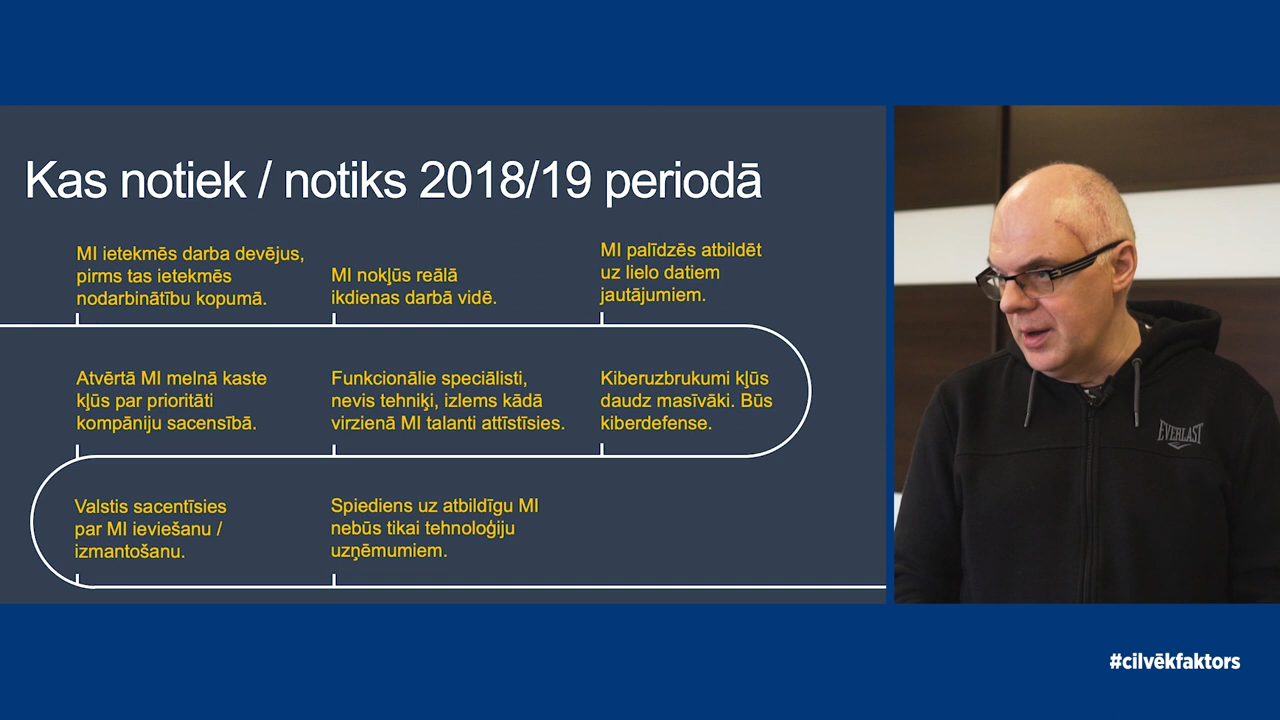 Kas notiek / notiks 2018/19 periodā
MI ietekmēs darba devējus,
pirms tas ietekmēs
nodarbinātību kopumā.
MI nokļūs reālā
ikdienas darbā vidē.
MI palīdzēs atbildēt
uz lielo datiem
jautājumiem.
Atvērtā MI melnā kaste
kļūs par prioritāti
kompāniju sacensībā.
Funkcionālie speciālisti,
nevis tehniķi, izlems kādā
virzienā MI talanti attīstīsies.
Kiberuzbrukumi kļūs
daudz masīvāki. Būs
kiberdefense.
Valstis sacentīsies
par MI ieviešanu /
izmantošanu.
Spiediens uz atbildīgu MI
nebūs tikai tehnoloģiju
uzņēmumiem.
EVERLAST
#cilvēkfaktors